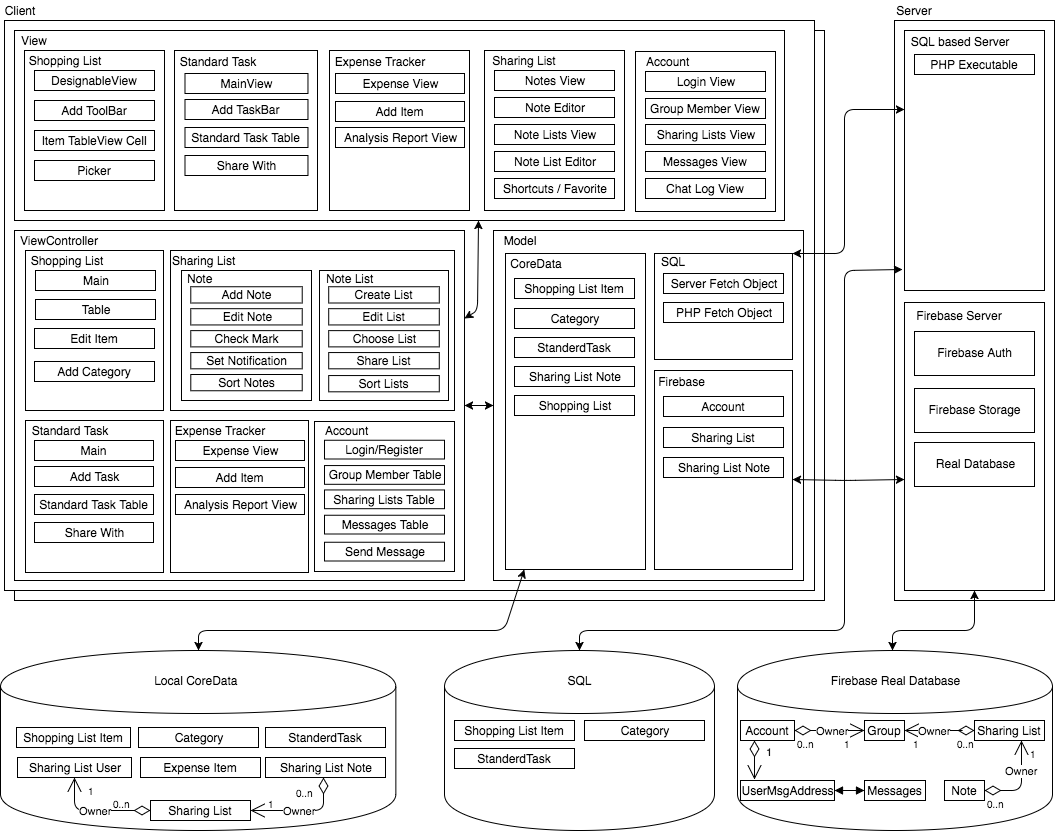 Client
View
Shopping List
DesignableView
Add ToolBar
Item TableView Cell
Picker
Standard Task
MainView
Add TaskBar
Standard Task Table
Share With
Expense Tracker
Expense View
Add Item
Analysis Report View
Sharing List
Notes View
Note Editor
Note Lists View
Note List Editor
Shortcuts / Favorite
Account
Login View
Group Member View
Sharing Lists View
Messages View
Chat Log View
ViewController
Shopping List
Main
Table
Edit Item
Add Category
Sharing List
Note
Add Note
Edit Note
Check Mark
Set Notification
Sort Notes
Note List
Create List
Edit List
Choose List
Share List
Sort Lists
Standard Task
Main
Add Task
Standard Task Table
Share With
Expense Tracker
Expense View
Add Item
Analysis Report View
Account
Login/Register
Group Member Table
Sharing Lists Table
Messages Table
Send Message
Model
CoreData
Shopping List Item
Category
StanderdTask
Sharing List Note
Shopping List
SQL
Server Fetch Object
PHP Fetch Object
Firebase
Account
Sharing List
Sharing List Note
Server
SQL based Server
PHP Executable
Firebase Server
Firebase Auth
Firebase Storage
Real Database
Local CoreData
Shopping List Item
Category
StanderdTask
Sharing List User
Expense Item
Sharing List Note
1
0..n
Owner
Sharing List
1
Owner
0..n
SQL
Shopping List Item
Category
StanderdTask
Firebase Real Database
Account
Owner
0..n
1
Group
Owner
1
0..n
Sharing List
1
1
Owner
UserMsgAddress
Messages
Note
0..n